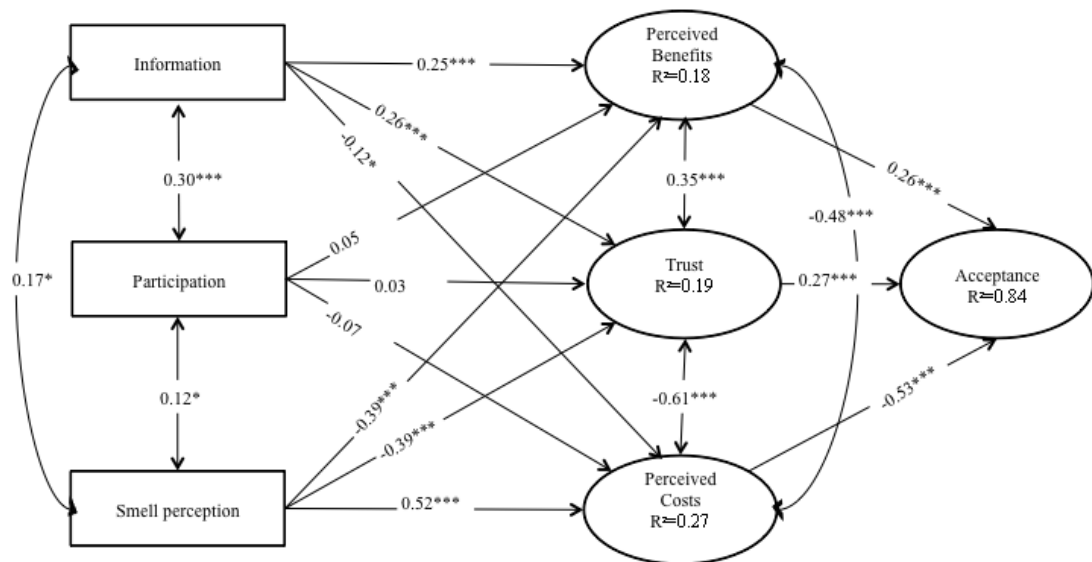 Information
Participation
Smell perception
0.30***
0.12*
0.17*
0.25***
0.26***
-0.12*
0.05
0.03
-0.07
-0.39***
-0.39***
0.52***
Perceived
Benefits
R²=0.18
0.35***
Trust
R²=0.19
-0.61***
Perceived
Costs
R²=0.27
0.26***
-0.48***
0.27***
-0.53***
Acceptance
R²=0.84